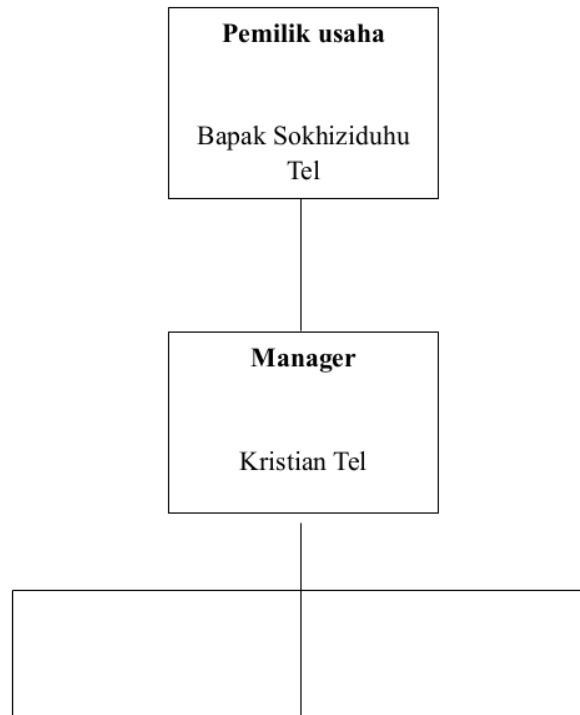 Pemilik usaha
Bapak Sokhiziduhu
Tel
Manager
Kristian Tel